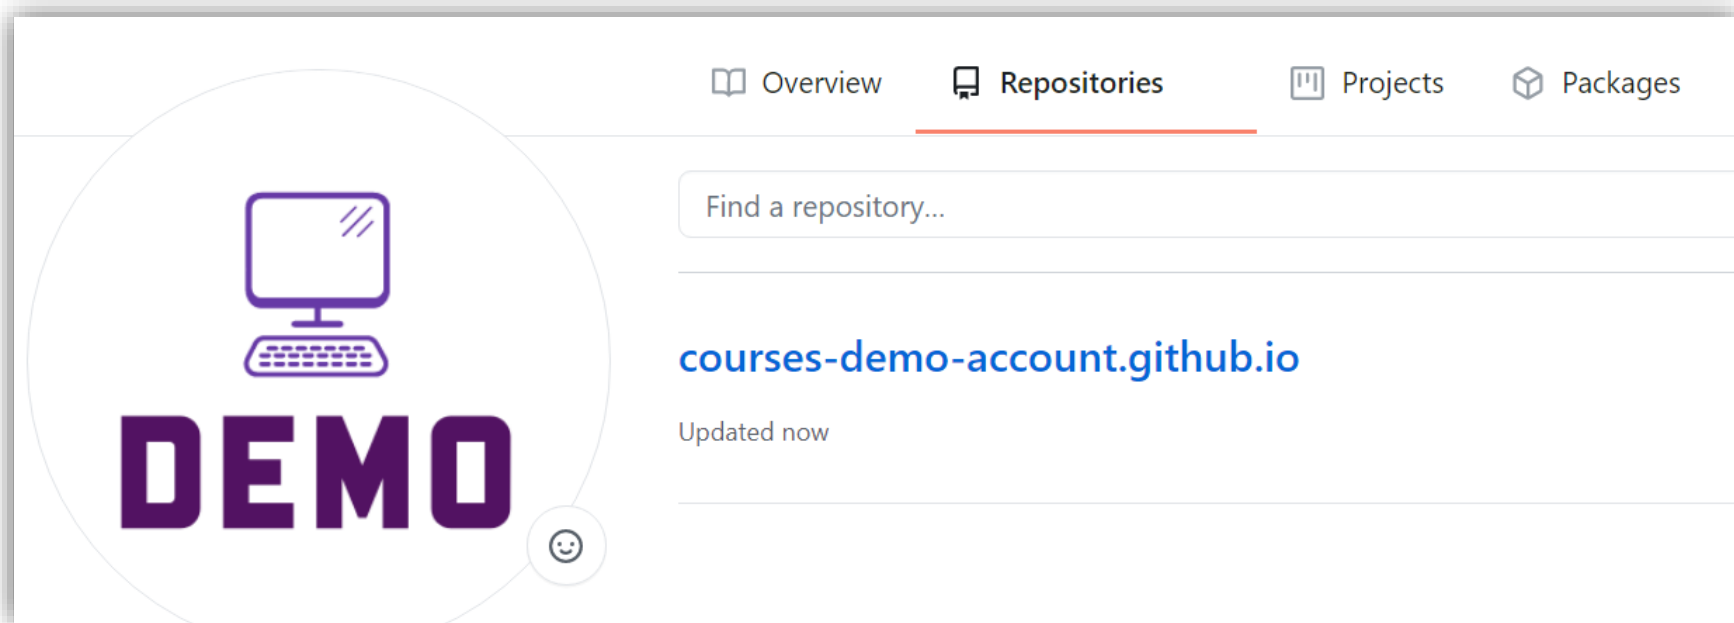 Overview Repositories Projects Packages
Find a repository...
courses-demo-account.github.io
Updated now
DEMO